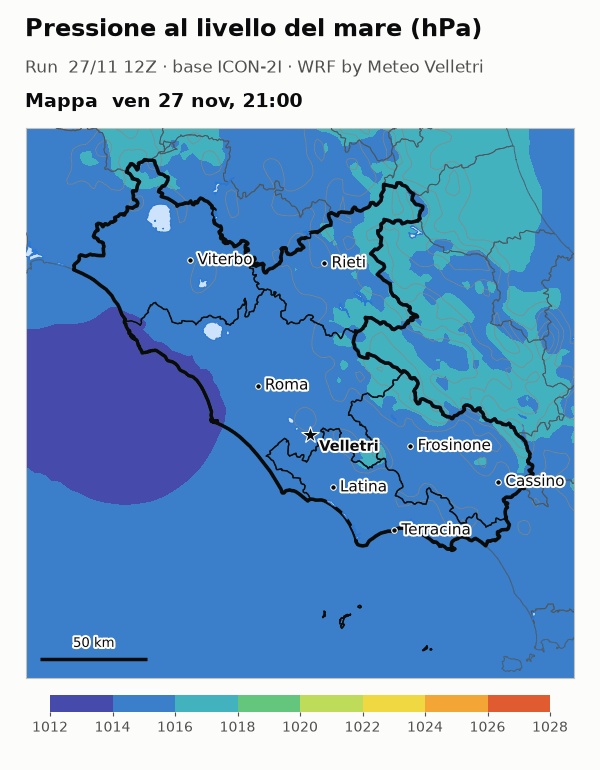 Pressione al livello del mare (hPa)
Run  27/11 12Z · base ICON-2I · WRF by Meteo Velletri
Mappa  ven 27 nov, 21:00
Viterbo
Rieti
Roma
Velletri
Frosinone
Latina
Cassino
Terracina
50 km
1012 1014 1016 1018 1020 1022 1024 1026 1028